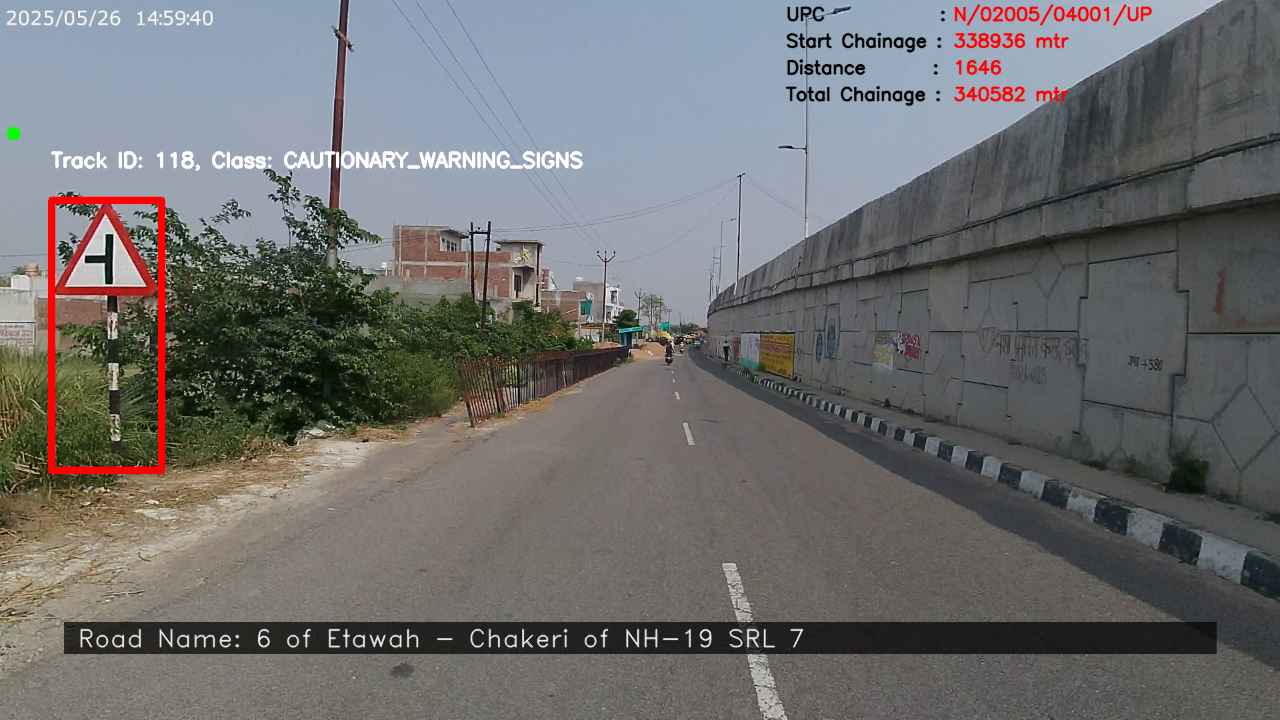 2025/05/26 14:59:40
UPC : N/02005/04001/UP
Start Chainage : 338936 mtr
Distance : 1646
Total Chainage : 340582 mtr
Track ID: 118, Class: CAUTIONARY_WARNING_SIGNS
Road Name: 6 of Etawah - Chakeri of NH-19 SRL 7